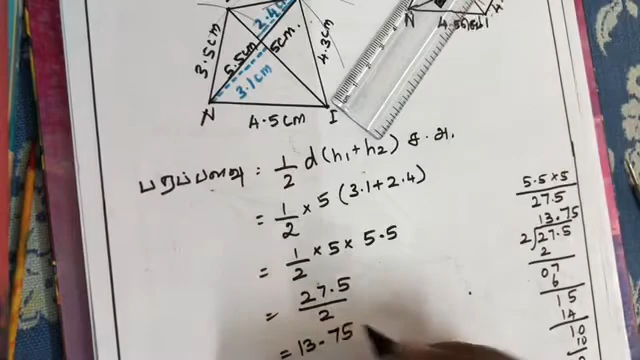 2.4cm
3.5cm
5.5cm
5cm.
4.3cm
3.1cm
N
4.5cm
I
N
I
பரப்பளவு = 1/2 d(h1+h2) ச.அ.
= 1/2 × 5 (3.1+2.4)
= 1/2 × 5 × 5.5
= 27.5/2
= 13.75
5.5×5
27.5
13.75
2)27.5
2
07
6
15
14
10
10